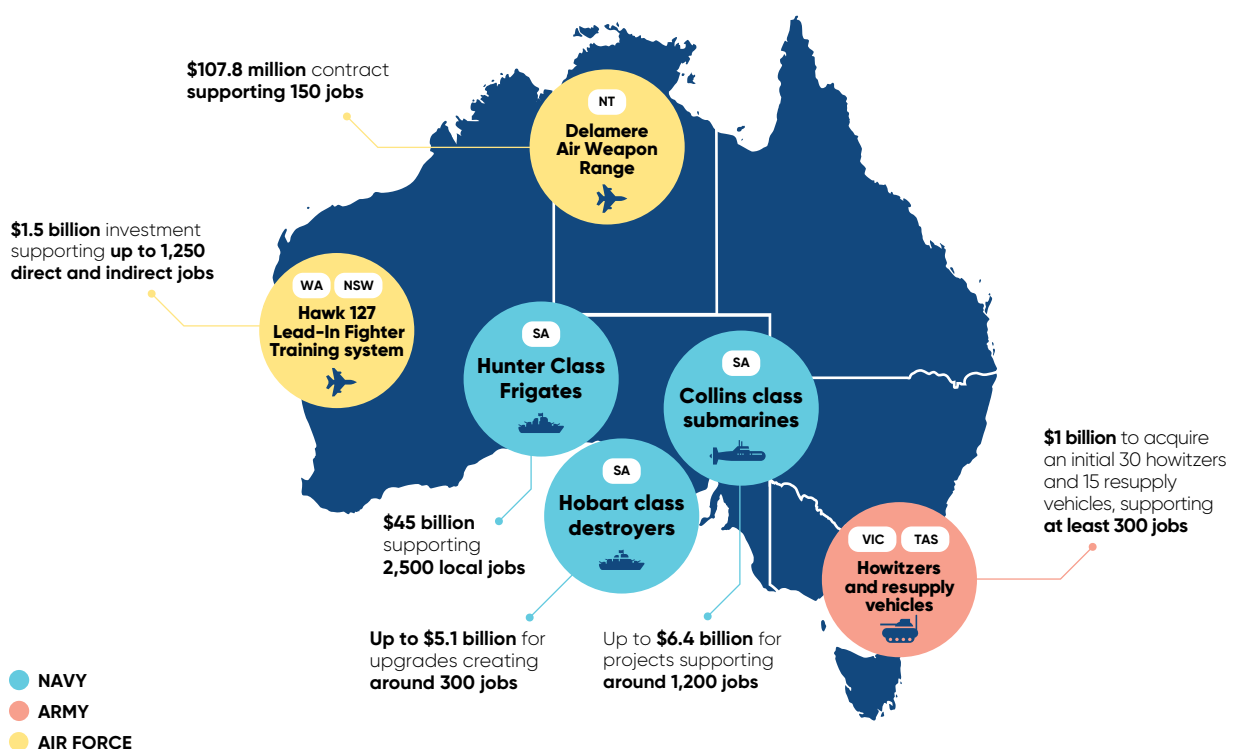 $107.8 million contract
supporting 150 jobs
NT
Delamere
Air Weapon
Range
$1.5 billion investment
supporting up to 1,250
direct and indirect jobs
WA NSW
Hawk 127
Lead-In Fighter
Training system
SA
Hunter Class
Frigates
SA
Collins class
submarines
SA
Hobart class
destroyers
$45 billion
supporting
2,500 local jobs
$1 billion to acquire
an initial 30 howitzers
and 15 resupply
vehicles, supporting
at least 300 jobs
VIC TAS
Howitzers
and resupply
vehicles
Up to $5.1 billion for
upgrades creating
around 300 jobs
Up to $6.4 billion for
projects supporting
around 1,200 jobs
NAVY
ARMY
AIR FORCE